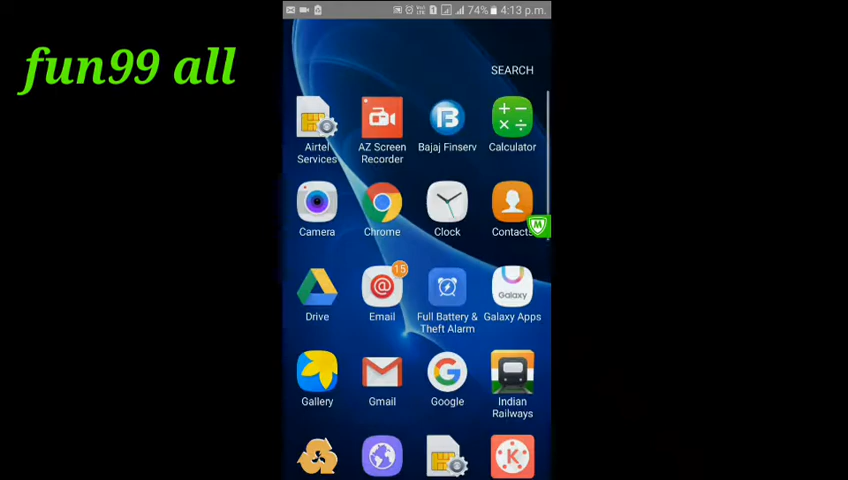 74% 4:13 p.m.
fun99 all
SEARCH
Airtel Services
AZ Screen Recorder
Bajaj Finserv
Calculator
Camera
Chrome
Clock
Contacts
15
Drive
Email
Full Battery & Theft Alarm
Galaxy
Galaxy Apps
Gallery
Gmail
Google
Indian Railways